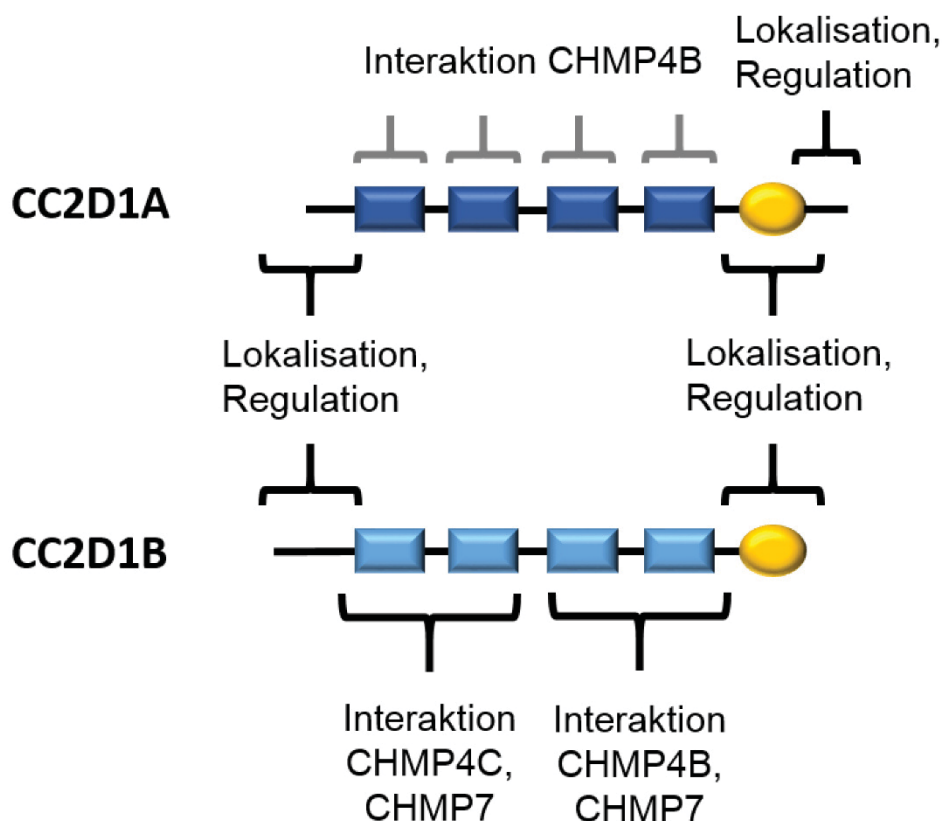 Interaktion CHMP4B
Lokalisation,
Regulation
CC2D1A
Lokalisation,
Regulation
Lokalisation,
Regulation
CC2D1B
Interaktion
CHMP4C,
CHMP7
Interaktion
CHMP4B,
CHMP7